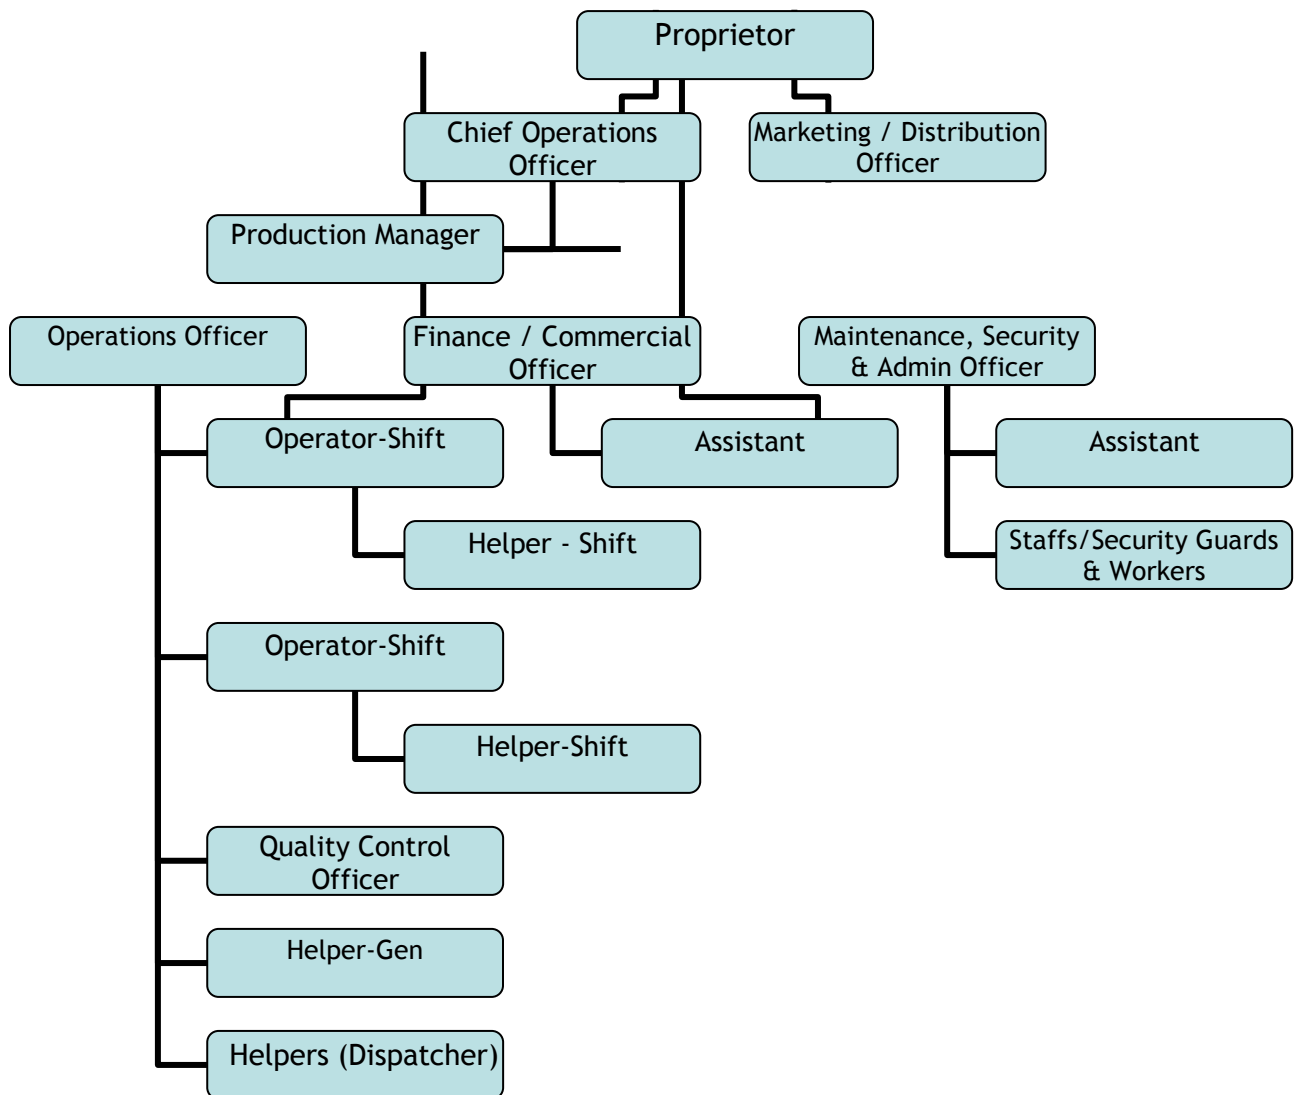 Proprietor
Chief Operations
Officer
Marketing / Distribution
Officer
Production Manager
Operations Officer
Finance / Commercial
Officer
Maintenance, Security
& Admin Officer
Operator-Shift
Assistant
Assistant
Helper - Shift
Staffs/Security Guards
& Workers
Operator-Shift
Helper-Shift
Quality Control
Officer
Helper-Gen
Helpers (Dispatcher)